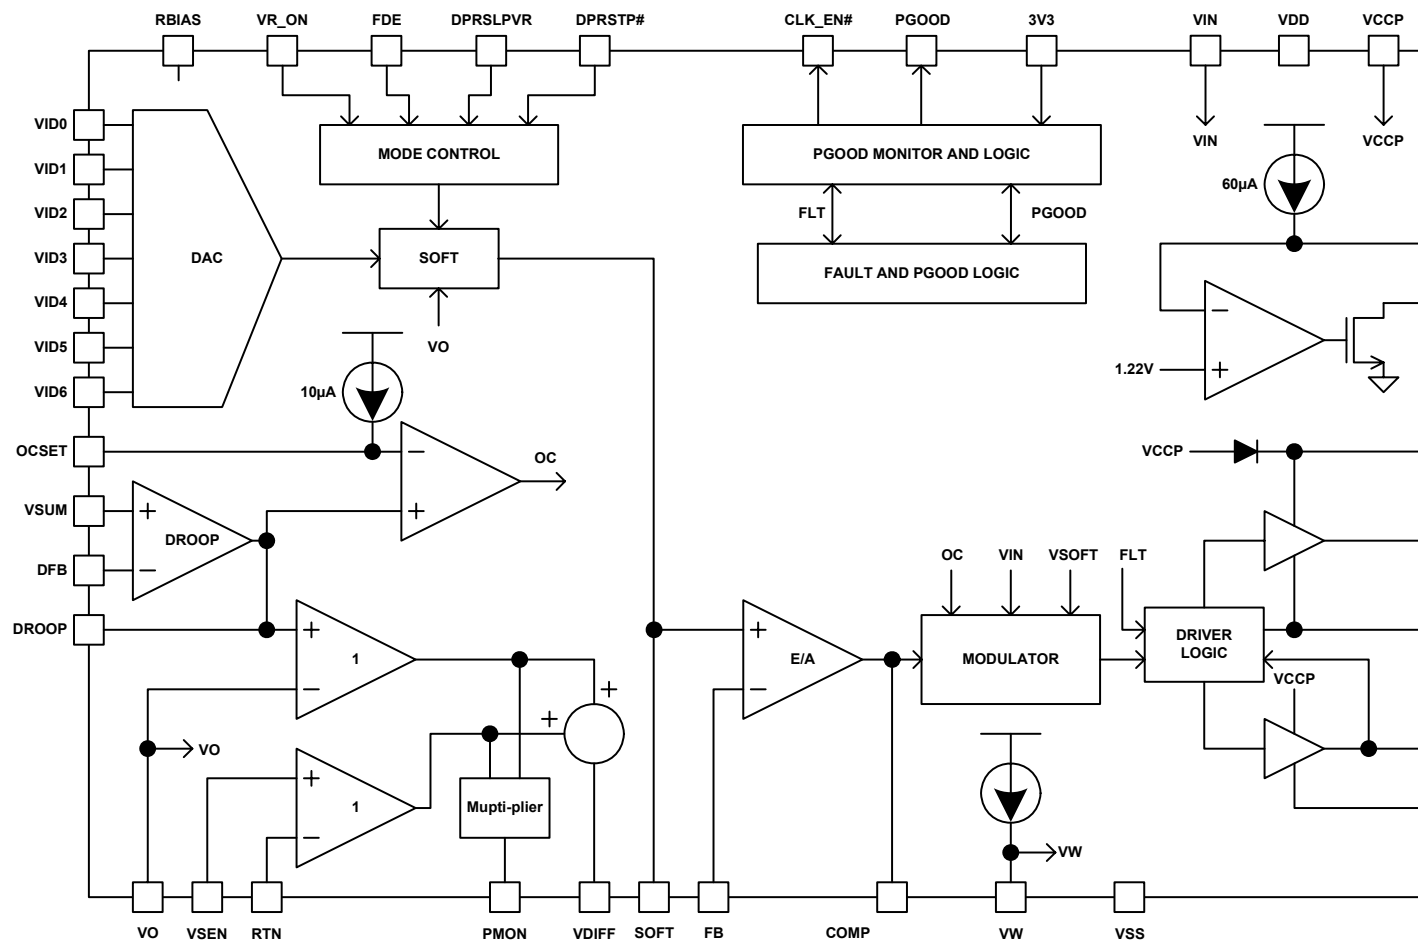 RBIAS
VR_ON
FDE
DPRSLPVR
DPRSTP#
CLK_EN#
PGOOD
3V3
VIN
VDD
VCCP
VID0
VID1
VID2
VID3
VID4
VID5
VID6
OCSET
VSUM
DFB
DROOP
DAC
MODE CONTROL
SOFT
VO
10µA
PGOOD MONITOR AND LOGIC
FLT
PGOOD
FAULT AND PGOOD LOGIC
VIN
VCCP
60µA
−
+
1.22V
−
+
OC
+
−
DROOP
VCCP
+
−
1
VO
+
−
1
+
+
Mupti-plier
+
−
E/A
OC
VIN
VSOFT
FLT
MODULATOR
DRIVER
LOGIC
VCCP
VW
VO
VSEN
RTN
PMON
VDIFF
SOFT
FB
COMP
VW
VSS